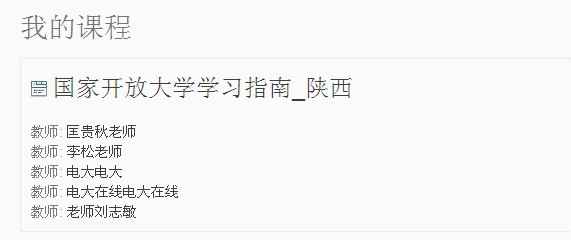 我的课程
国家开放大学学习指南_陕西
教师: 匡贵秋老师
教师: 李松老师
教师: 电大电大
教师: 电大在线电大在线
教师: 老师刘志敏